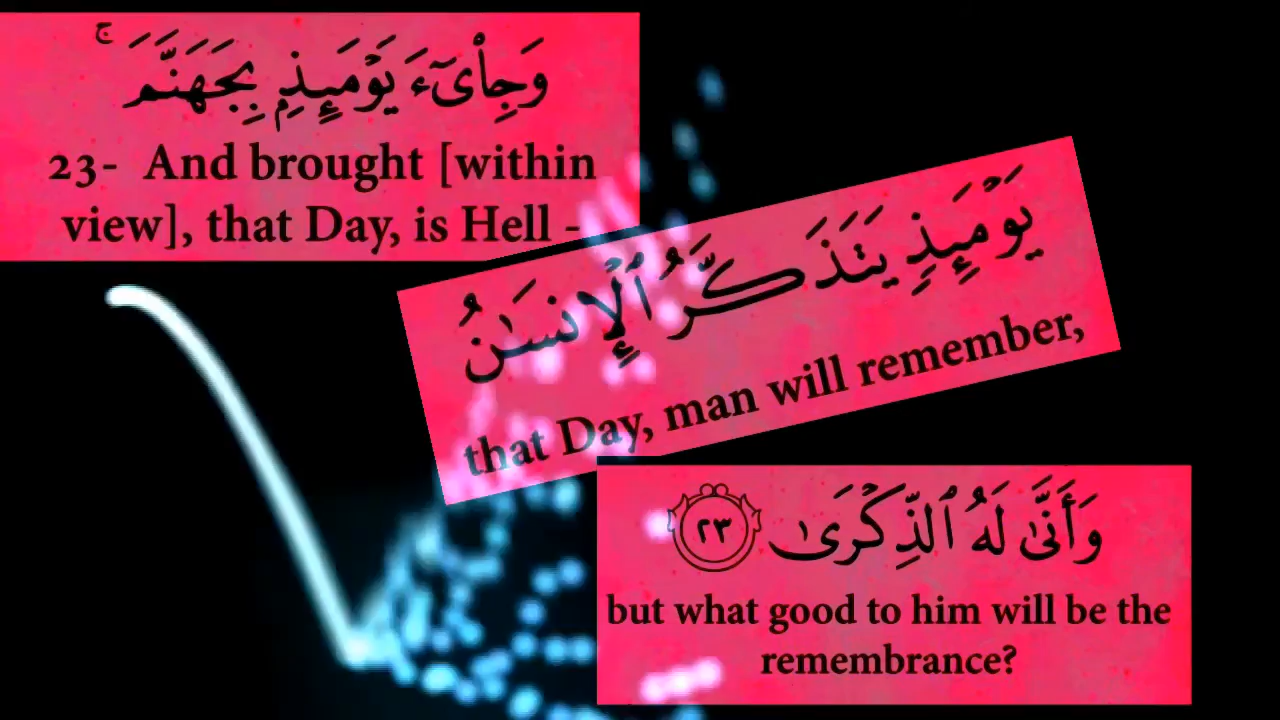 وَجِا۟ىٓءَ يَوْمَئِذٍۭ بِجَهَنَّمَ ۚ
23- And brought [within
view], that Day, is Hell -
يَوْمَئِذٍ يَتَذَكَّرُ ٱلْإِنسَـٰنُ
that Day, man will remember,
وَأَنَّىٰ لَهُ ٱلذِّكْرَىٰ ٢٣
but what good to him will be the
remembrance?